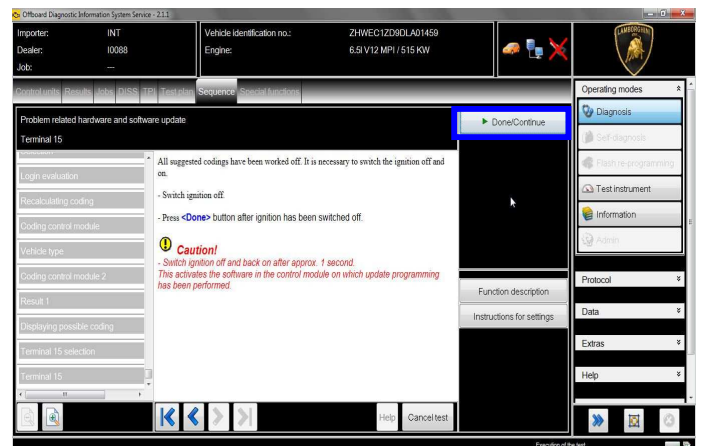 Offboard Diagnostic Information System Service - 2.1.1
Importer: INT
Dealer: I0088
Job: ---
Vehicle identification no.: ZHWEC1ZD9DLA01459
Engine: 6.5l V12 MPI / 515 KW
LAMBORGHINI
Control units Results Jobs DISS TPI Test plan Sequence Special functions
Problem related hardware and software update
Terminal 15
Done/Continue
Login evaluation
Recalculating coding
Coding control module
Vehicle type
Coding control module 2
Result 1
Displaying possible coding
Terminal 15 selection
Terminal 15
All suggested codings have been worked off. It is necessary to switch the ignition off and
on.
- Switch ignition off.
- Press <Done> button after ignition has been switched off.
Caution!
- Switch ignition off and back on after approx. 1 second.
This activates the software in the control module on which update programming
has been performed.
Function description
Instructions for settings
Help
Cancel test
Operating modes
Diagnosis
Self-diagnosis
Flash re-programming
Test instrument
Information
Admin
Protocol
Data
Extras
Help
Execution of the test